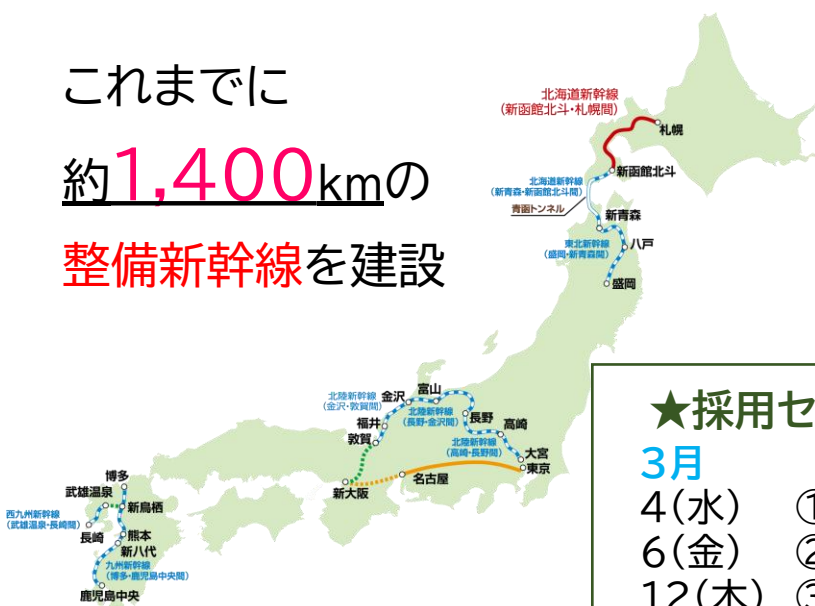 これまでに
約1,400kmの
整備新幹線を建設
北海道新幹線
(新函館北斗・札幌間)
札幌
新函館北斗
北海道新幹線
(新青森・新函館北斗間)
青函トンネル
新青森
東北新幹線
(盛岡・新青森間)
八戸
盛岡
北陸新幹線
(金沢・敦賀間)
金沢
富山
福井
敦賀
北陸新幹線
(長野・金沢間)
長野
高崎
北陸新幹線
(高崎・長野間)
大宮
東京
名古屋
新大阪
博多
武雄温泉
新鳥栖
西九州新幹線
(武雄温泉・長崎間)
長崎
熊本
新八代
九州新幹線
(博多・鹿児島中央間)
鹿児島中央
★採用セ
3月
4(水) ①
6(金) ②
12(木) ③